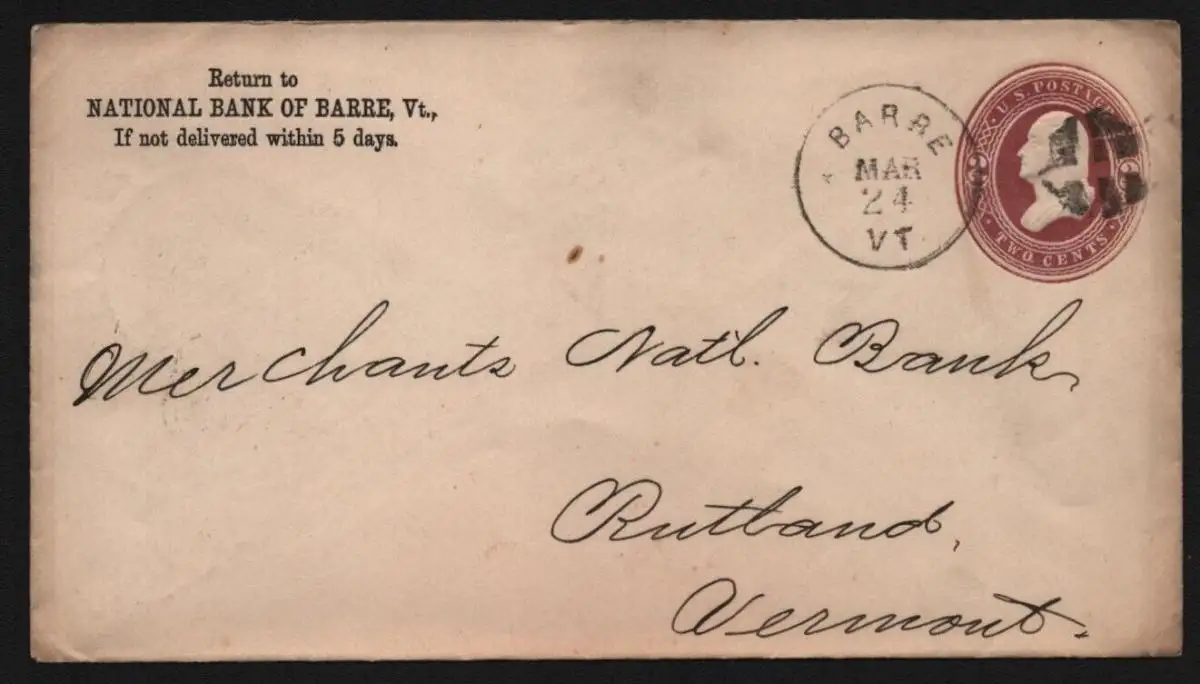 Return to
NATIONAL BANK OF BARRE, Vt.,
If not delivered within 5 days.
BARRE
MAR
24
VT
U.S. POSTAGE
2
TWO CENTS
Merchants Natl. Bank
Rutland,
Vermont.